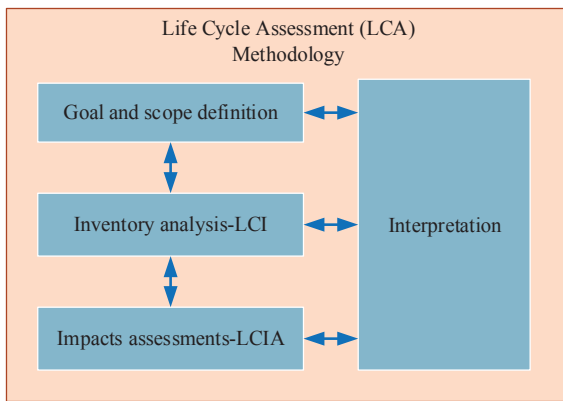 Life Cycle Assessment (LCA)
Methodology
Goal and scope definition
Inventory analysis-LCI
Interpretation
Impacts assessments-LCIA